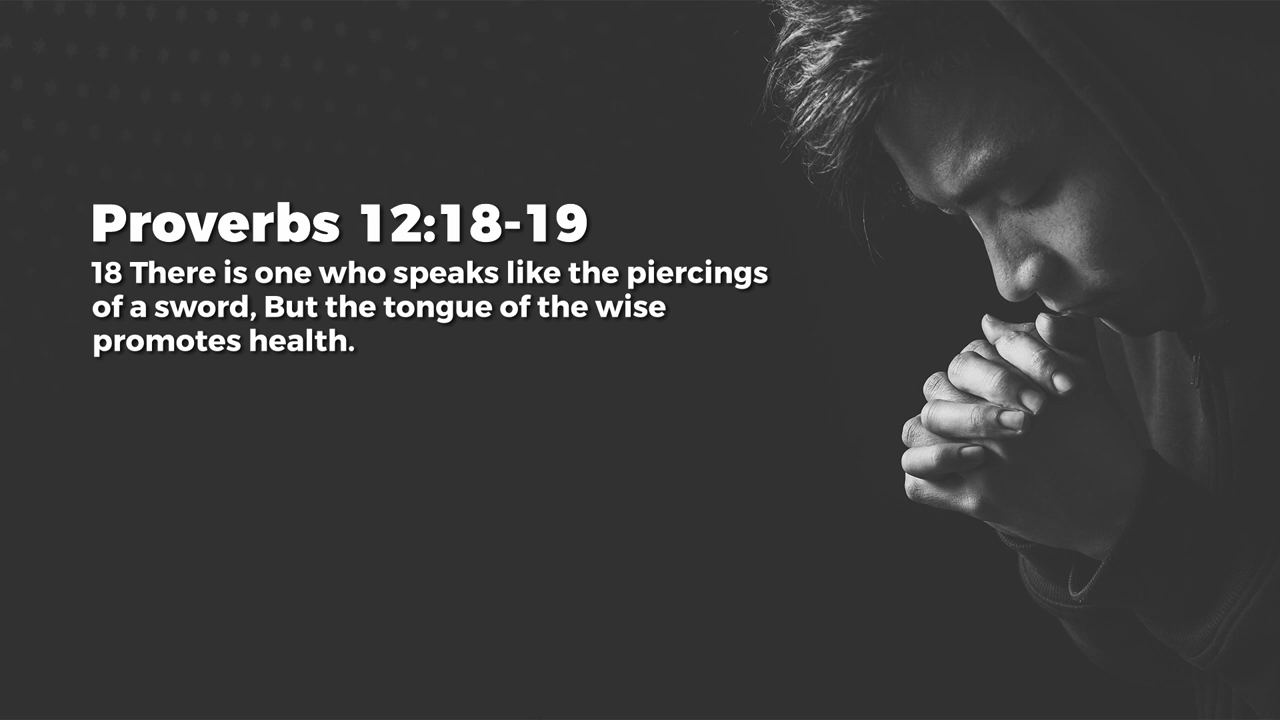 Proverbs 12:18-19
18 There is one who speaks like the piercings
of a sword, But the tongue of the wise
promotes health.